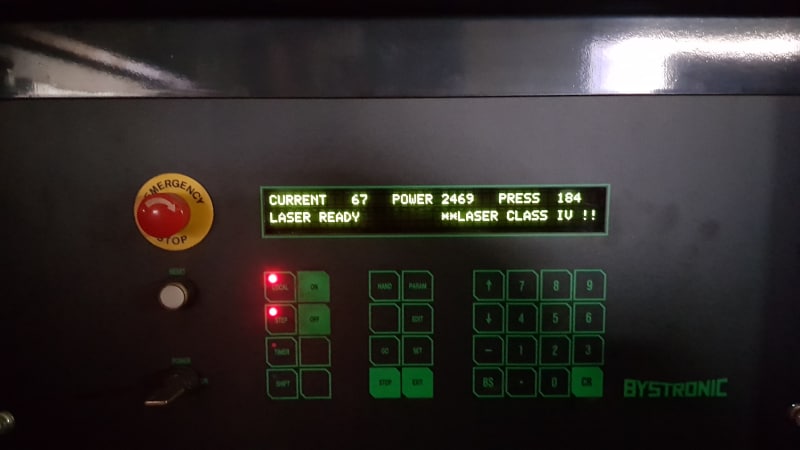 EMERGENCY
STOP
CURRENT 67 POWER 2469 PRESS 184
LASER READY **LASER CLASS IV !!
RESET
POWER
LOCAL ON
STEP OFF
TIMER
SHIFT
HAND PARAM
EDIT
GO SET
STOP EXIT
↑ 7 8 9
↓ 4 5 6
- 1 2 3
BS . 0 CR
BYSTRONIC